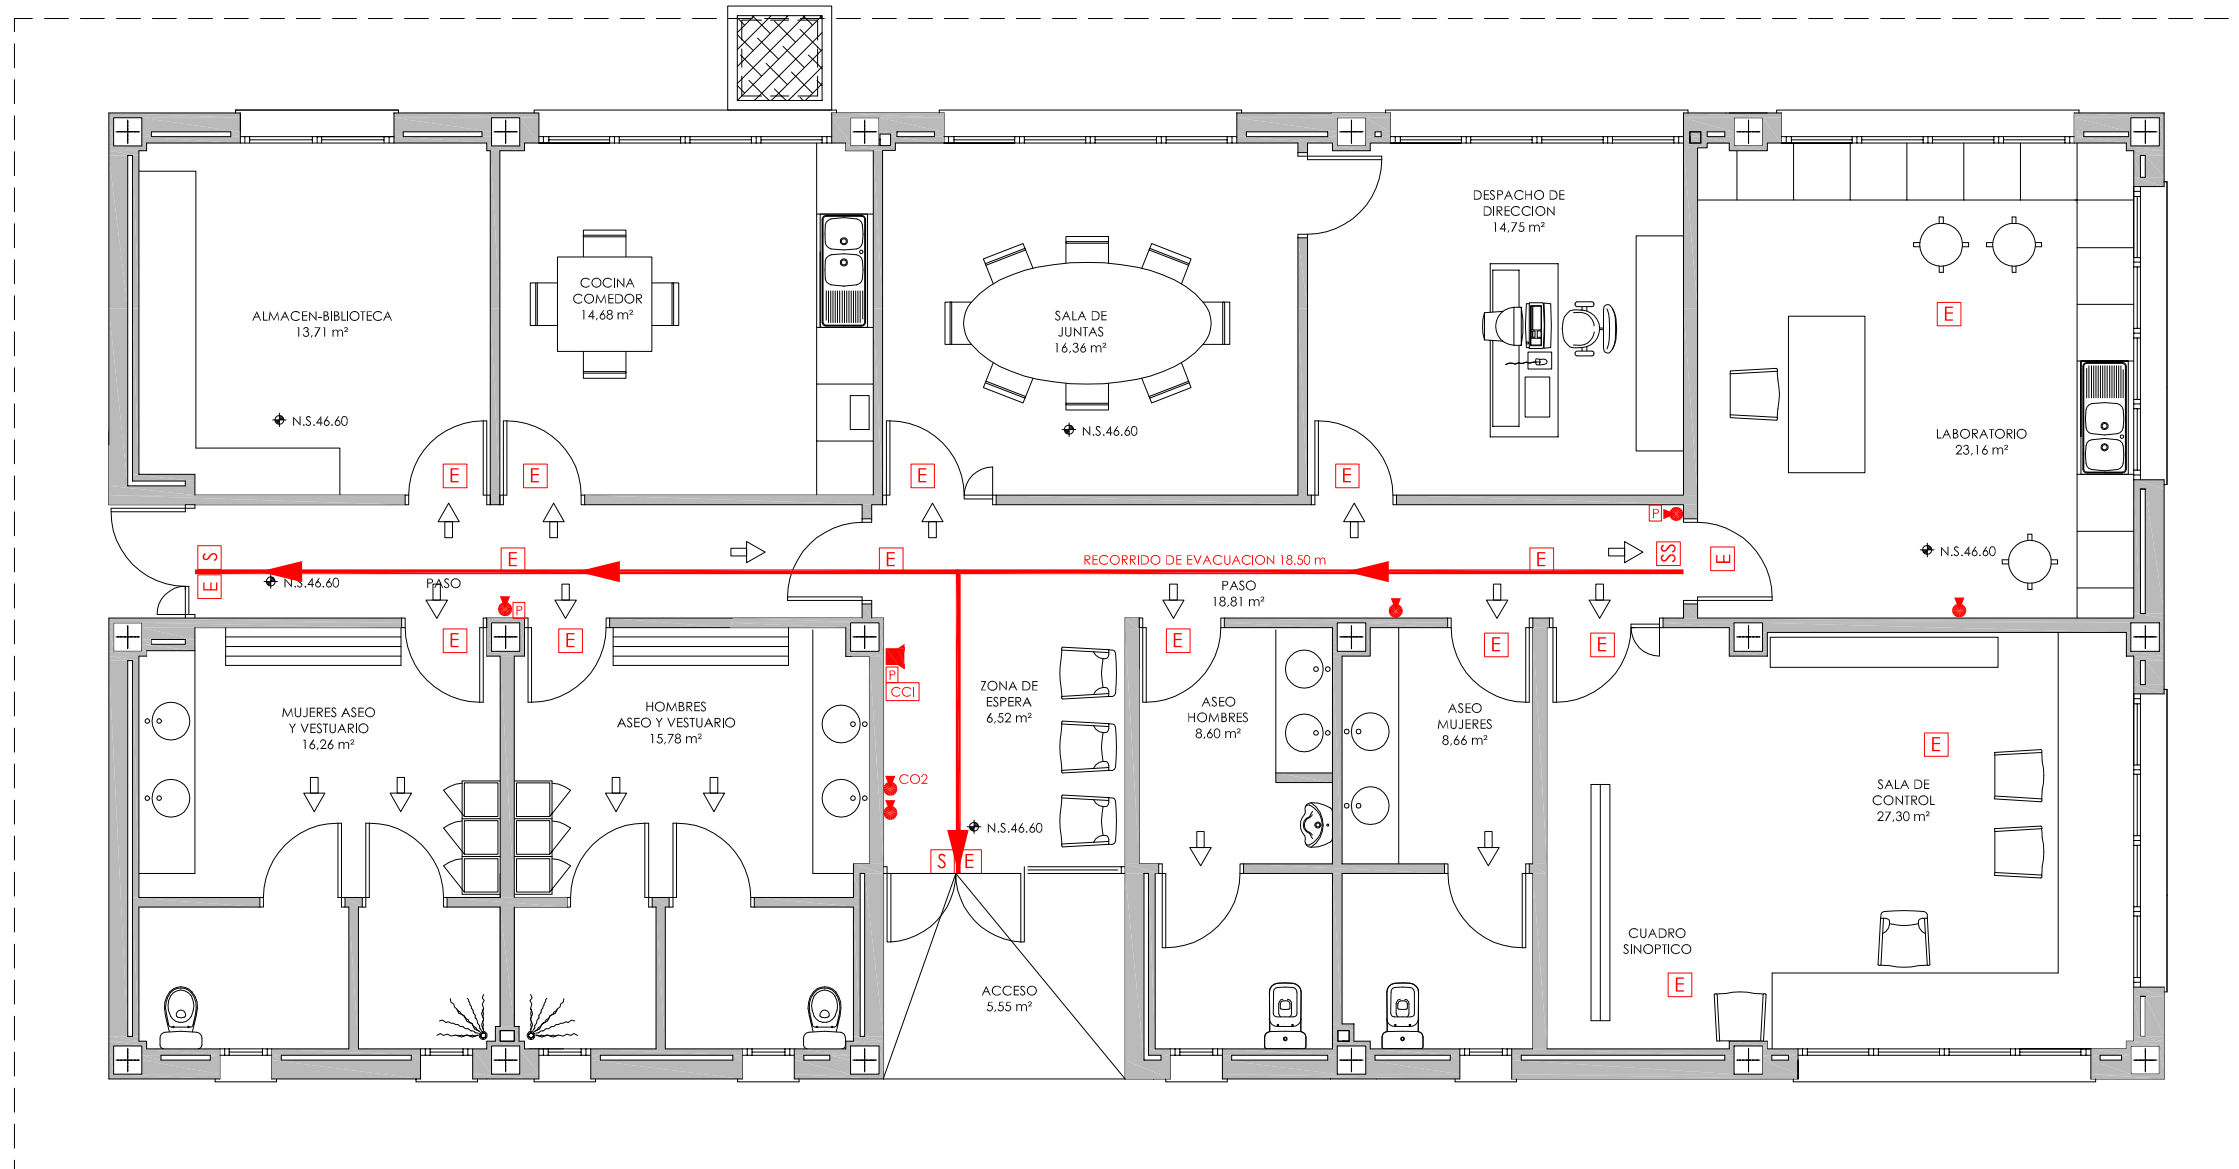 DESPACHO DE
DIRECCION
14,75 m²
COCINA
COMEDOR
14,68 m²
ALMACEN-BIBLIOTECA
13,71 m²
SALA DE
JUNTAS
16,36 m²
E
N.S.46.60
N.S.46.60
LABORATORIO
23,16 m²
E
E
E
E
P
S
E
E
RECORRIDO DE EVACUACION 18.50 m
E
SS
E
N.S.46.60
E
N.S.46.60
PASO
PASO
18,81 m²
P
E
E
E
E
E
P
CCI
ZONA DE
ESPERA
6,52 m²
MUJERES ASEO
Y VESTUARIO
16,26 m²
HOMBRES
ASEO Y VESTUARIO
15,78 m²
ASEO
HOMBRES
8,60 m²
ASEO
MUJERES
8,66 m²
E
CO2
SALA DE
CONTROL
27,30 m²
N.S.46.60
S
E
CUADRO
SINOPTICO
E
ACCESO
5,55 m²